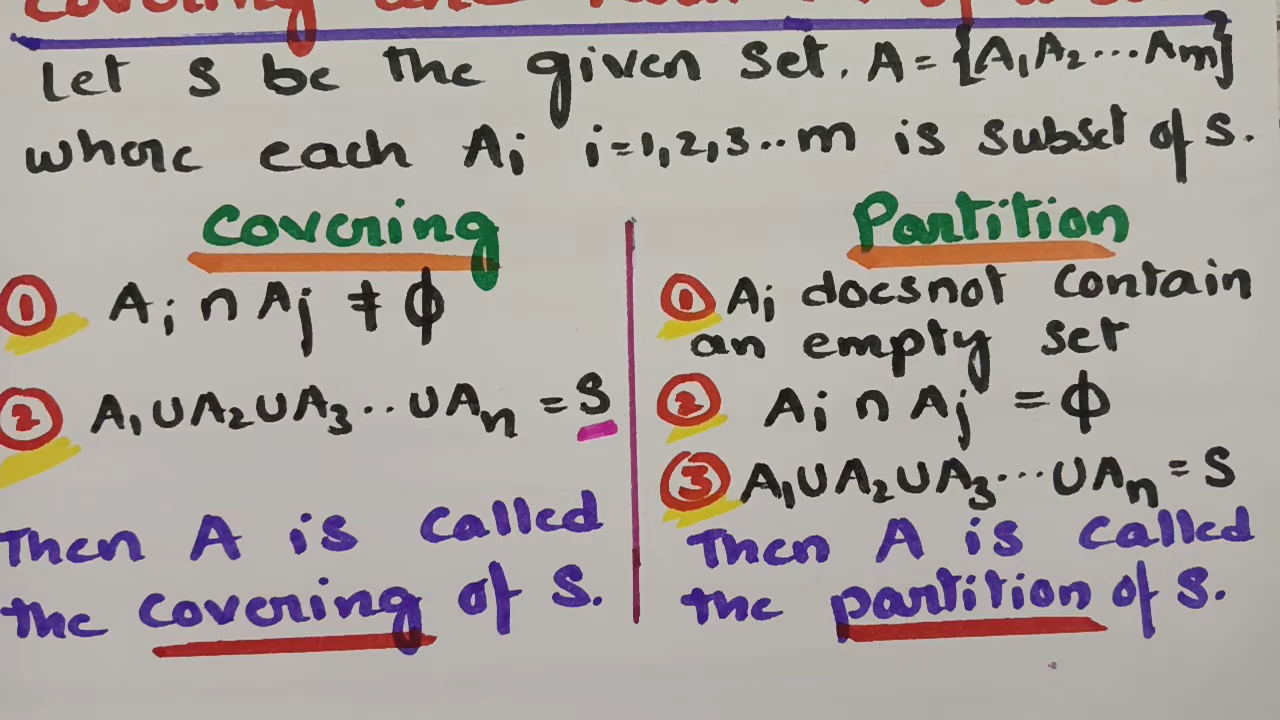 Let S be the given set. A = {A₁A₂...Am}
where each Ai i=1,2,3..m is subset of S.
Covering
① Ai ∩ Aj ≠ ϕ
② A₁∪A₂∪A₃..∪An = S
Then A is called
the covering of S.
Partition
① Ai doesnot contain
an empty set
② Ai ∩ Aj = ϕ
③ A₁∪A₂∪A₃...∪An = S
Then A is called
the partition of S.